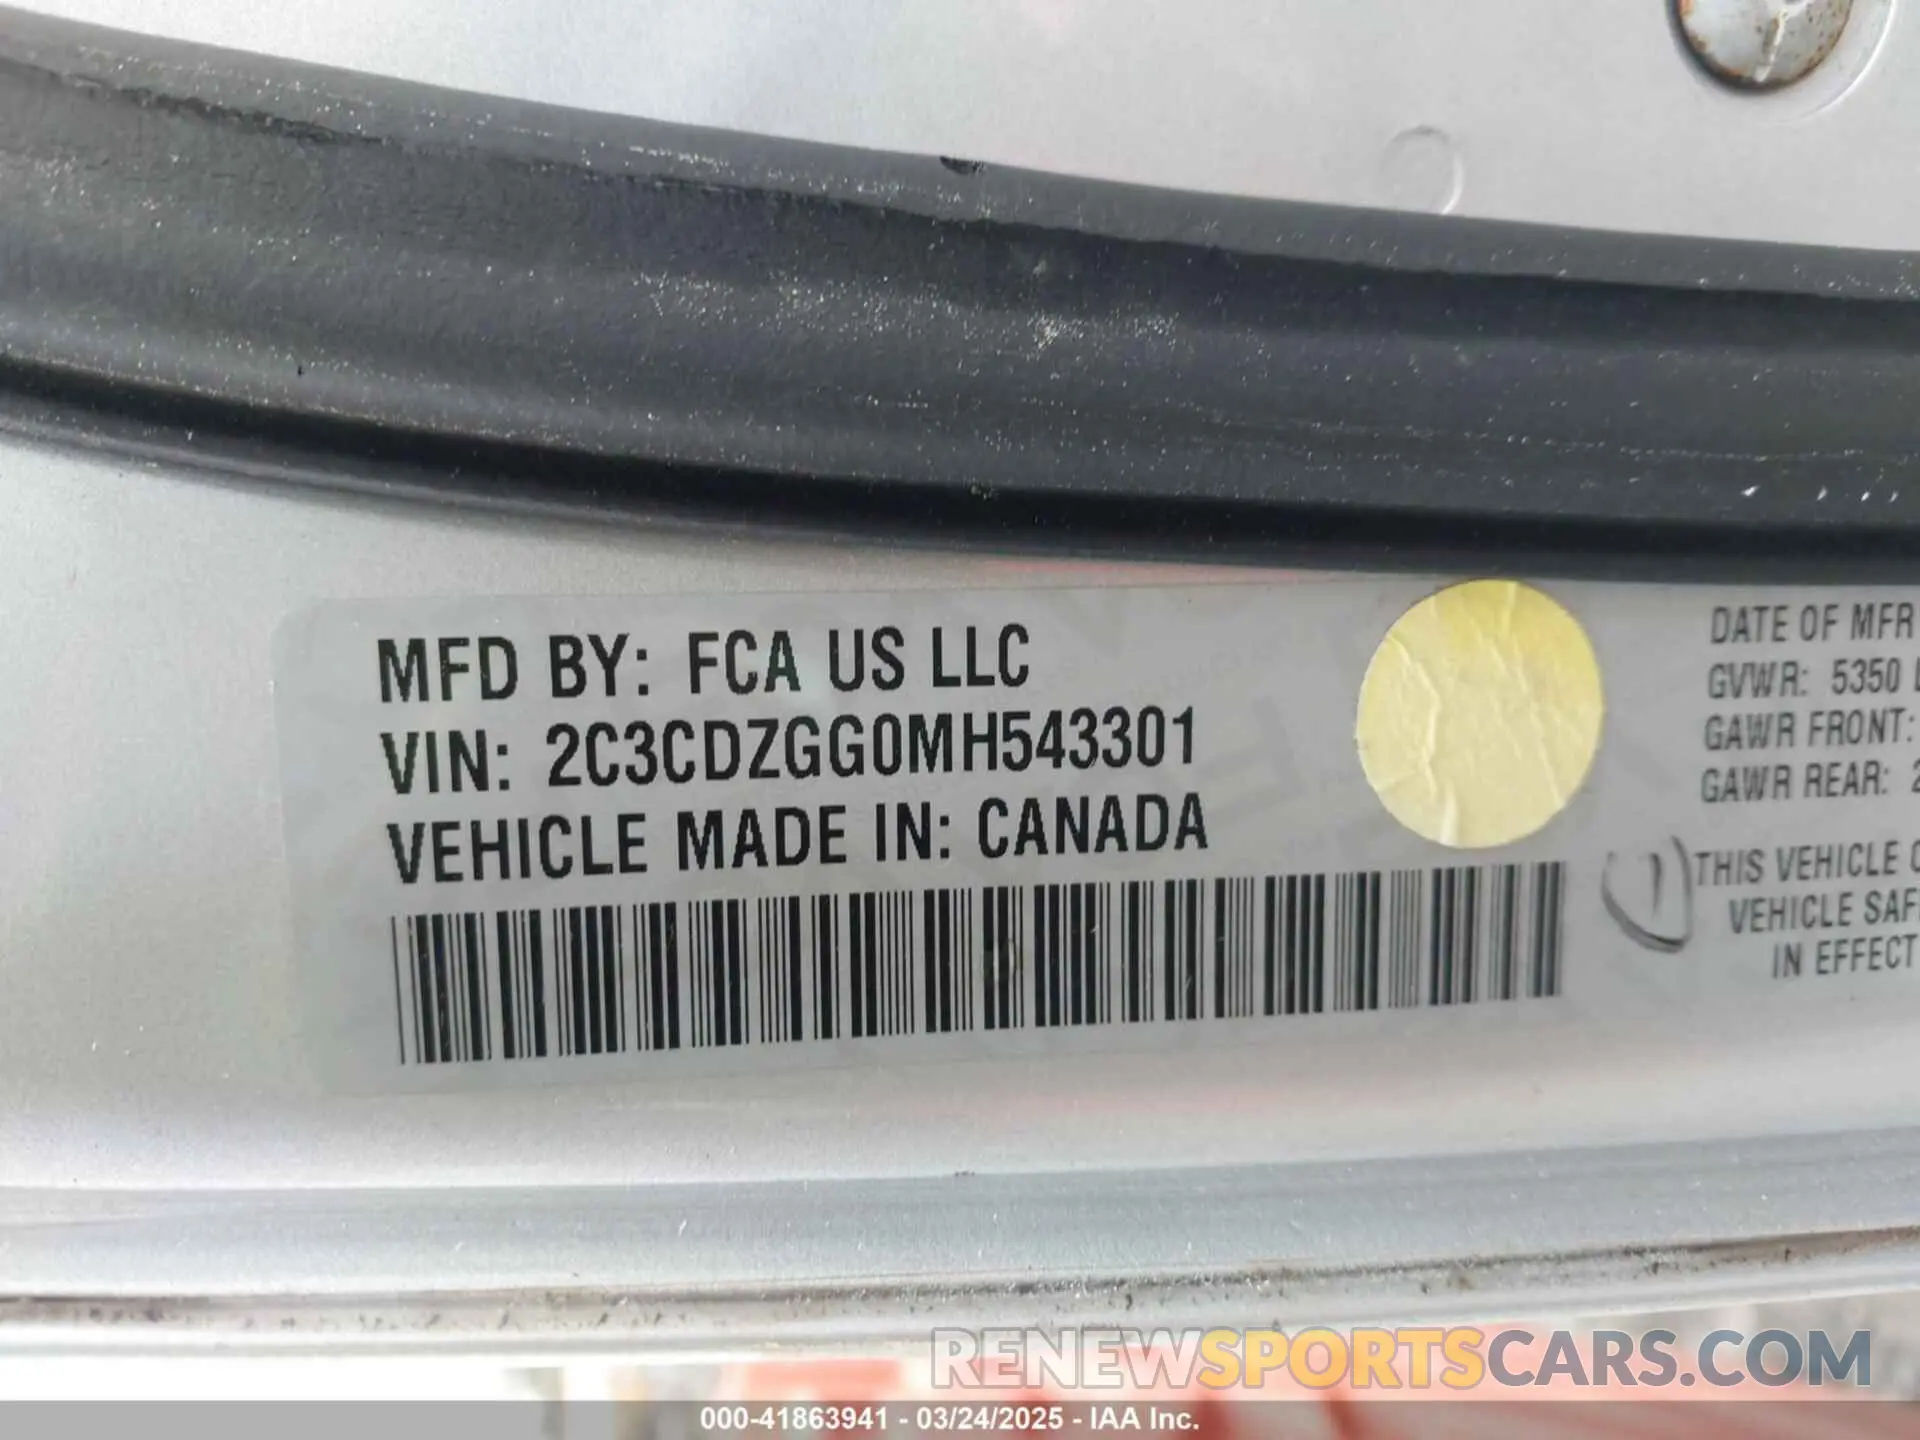 MFD BY: FCA US LLC
VIN: 2C3CDZGG0MH543301
VEHICLE MADE IN: CANADA
DATE OF MFR
GVWR: 5350 L
GAWR FRONT:
GAWR REAR: 2
THIS VEHICLE C
VEHICLE SAF
IN EFFECT
RENEWSPORTSCARS.COM
000-41863941 - 03/24/2025 - IAA Inc.